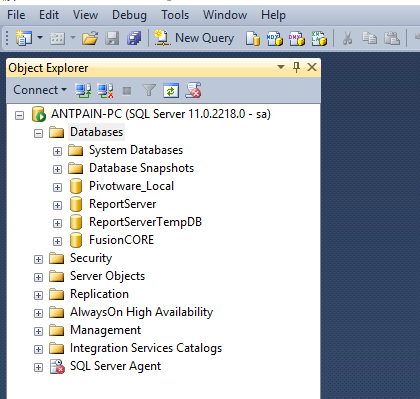 File Edit View Debug Tools Window Help
New Query
Object Explorer
Connect
ANTPAIN-PC (SQL Server 11.0.2218.0 - sa)
Databases
System Databases
Database Snapshots
Pivotware_Local
ReportServer
ReportServerTempDB
FusionCORE
Security
Server Objects
Replication
AlwaysOn High Availability
Management
Integration Services Catalogs
SQL Server Agent